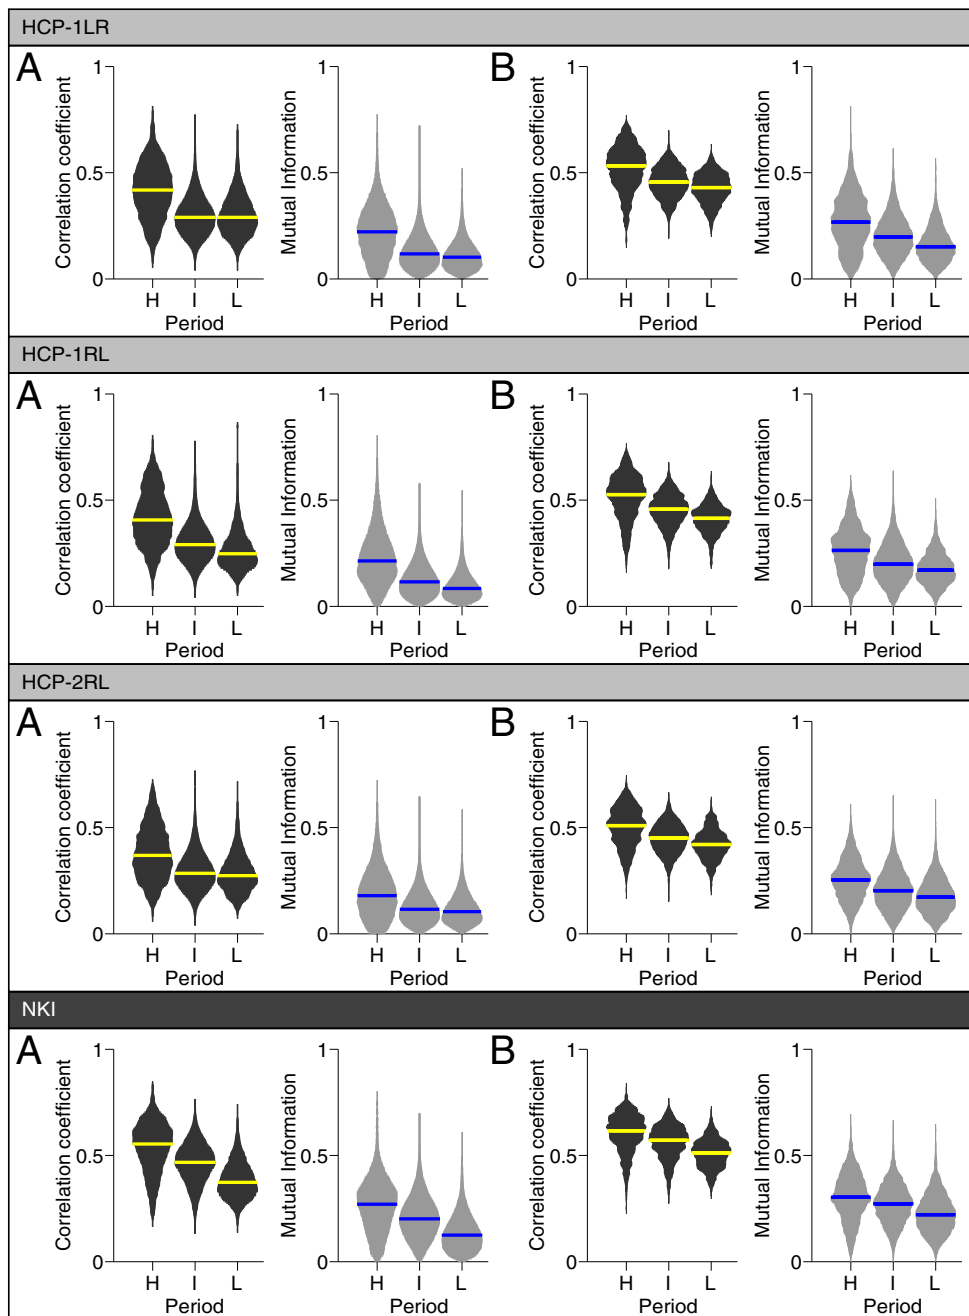 HCP-1LR
A
Correlation coefficient
1
0.5
0
H I L
Period
Mutual Information
1
0.5
0
H I L
Period
B
Correlation coefficient
1
0.5
0
H I L
Period
Mutual Information
1
0.5
0
H I L
Period
HCP-1RL
A
Correlation coefficient
1
0.5
0
H I L
Period
Mutual Information
1
0.5
0
H I L
Period
B
Correlation coefficient
1
0.5
0
H I L
Period
Mutual Information
1
0.5
0
H I L
Period
HCP-2RL
A
Correlation coefficient
1
0.5
0
H I L
Period
Mutual Information
1
0.5
0
H I L
Period
B
Correlation coefficient
1
0.5
0
H I L
Period
Mutual Information
1
0.5
0
H I L
Period
NKI
A
Correlation coefficient
1
0.5
0
H I L
Period
Mutual Information
1
0.5
0
H I L
Period
B
Correlation coefficient
1
0.5
0
H I L
Period
Mutual Information
1
0.5
0
H I L
Period